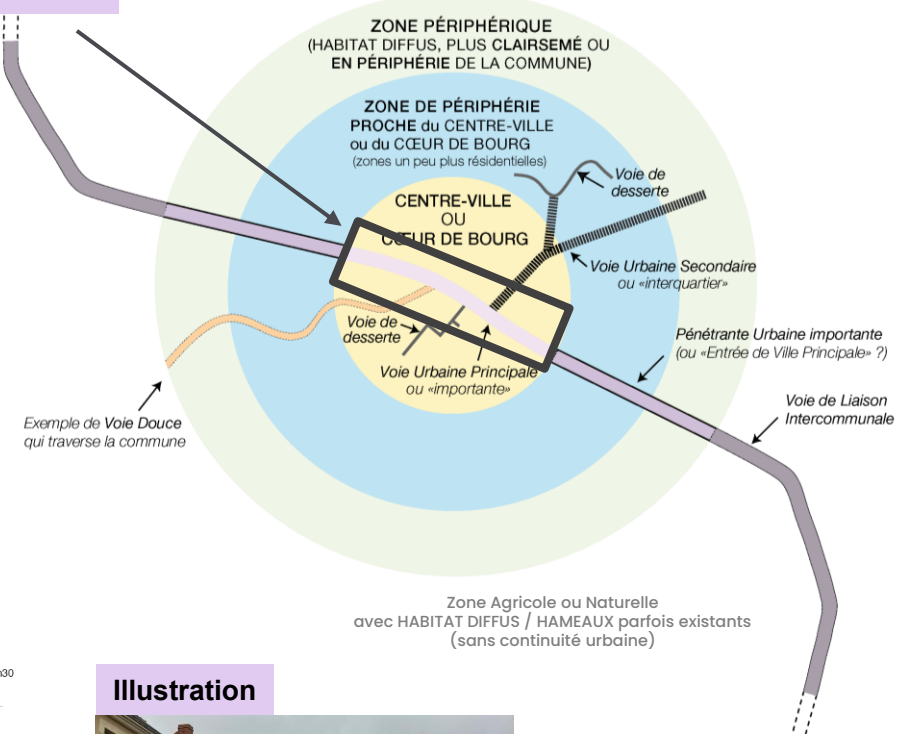 ZONE PÉRIPHÉRIQUE
(HABITAT DIFFUS, PLUS CLAIRSEMÉ OU
EN PÉRIPHÉRIE DE LA COMMUNE)
ZONE DE PÉRIPHÉRIE
PROCHE du CENTRE-VILLE
ou du CŒUR DE BOURG
(zones un peu plus résidentielles)
Voie de
desserte
CENTRE-VILLE
OU
CŒUR DE BOURG
Voie Urbaine Secondaire
ou «interquartier»
Voie de
desserte
Voie Urbaine Principale
ou «importante»
Pénétrante Urbaine importante
(ou «Entrée de Ville Principale» ?)
Voie de Liaison
Intercommunale
Exemple de Voie Douce
qui traverse la commune
Zone Agricole ou Naturelle
avec HABITAT DIFFUS / HAMEAUX parfois existants
(sans continuité urbaine)
Illustration